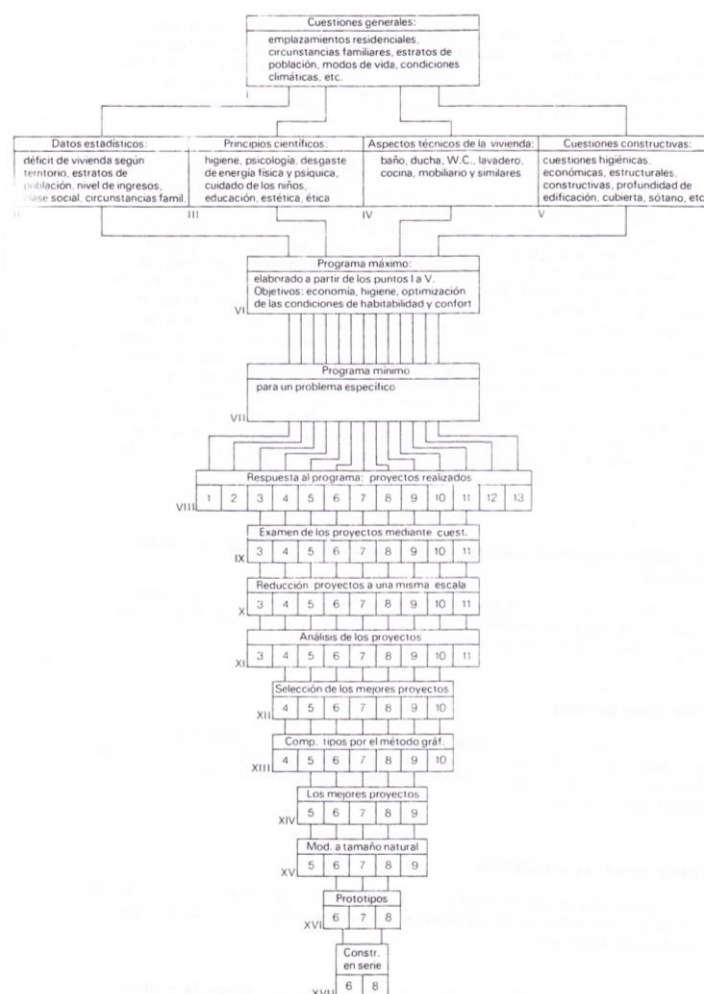 Cuestiones generales:
emplazamientos residenciales,
circunstancias familiares, estratos de
población, modos de vida, condiciones
climáticas, etc.
Datos estadísticos:
déficit de vivienda según
territorio, estratos de
población, nivel de ingresos,
clase social, circunstancias famil.
II
Principios científicos:
higiene, psicología, desgaste
de energía física y psíquica,
cuidado de los niños,
educación, estética, ética
III
Aspectos técnicos de la vivienda:
baño, ducha, W.C., lavadero,
cocina, mobiliario y similares
IV
Cuestiones constructivas:
cuestiones higiénicas,
económicas, estructurales,
constructivas, profundidad de
edificación, cubierta, sótano, etc
V
Programa máximo:
elaborado a partir de los puntos I a V.
Objetivos: economía, higiene, optimización
de las condiciones de habitabilidad y confort
VI
Programa mínimo
para un problema específico
VII
Respuesta al programa: proyectos realizados
VIII 1 2 3 4 5 6 7 8 9 10 11 12 13
Examen de los proyectos mediante cuest.
IX 3 4 5 6 7 8 9 10 11
Reducción proyectos a una misma escala
X 3 4 5 6 7 8 9 10 11
Análisis de los proyectos
XI 3 4 5 6 7 8 9 10 11
Selección de los mejores proyectos
XII 4 5 6 7 8 9 10
Comp. tipos por el método gráf.
XIII 4 5 6 7 8 9 10
Los mejores proyectos
XIV 5 6 7 8 9
Mod. a tamaño natural
XV 5 6 7 8 9
Prototipos
XVI 6 7 8
Constr.
en serie
XVII 6 8